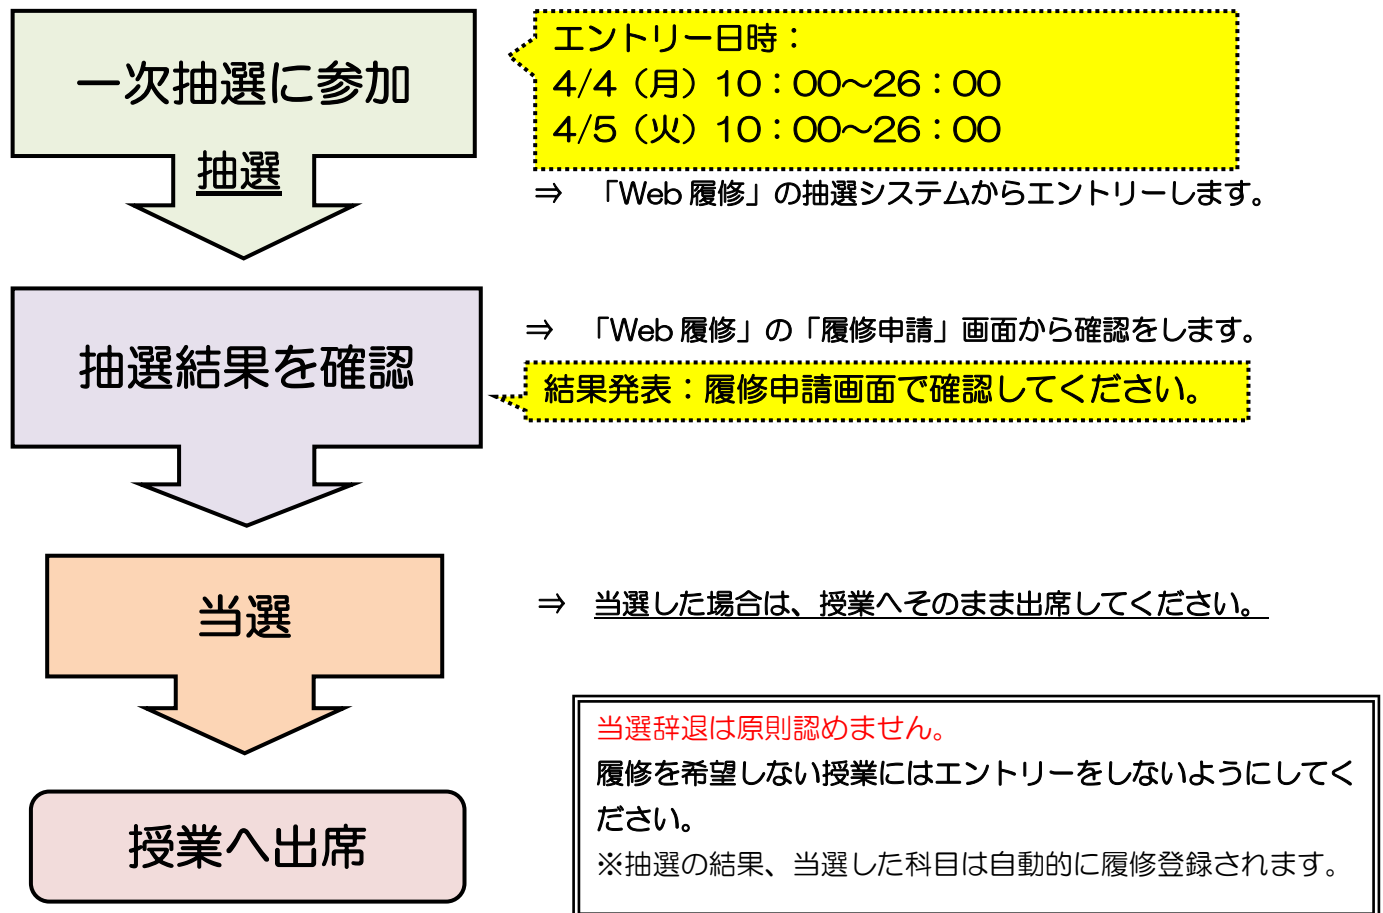 一次抽選に参加
抽選
エントリー日時：
4/4（月）10：00～26：00
4/5（火）10：00～26：00
⇒　「Web 履修」の抽選システムからエントリーします。
抽選結果を確認
⇒　「Web 履修」の「履修申請」画面から確認をします。
結果発表：履修申請画面で確認してください。
当選
⇒　当選した場合は、授業へそのまま出席してください。
授業へ出席
当選辞退は原則認めません。
履修を希望しない授業にはエントリーをしないようにしてく
ださい。
※抽選の結果、当選した科目は自動的に履修登録されます。